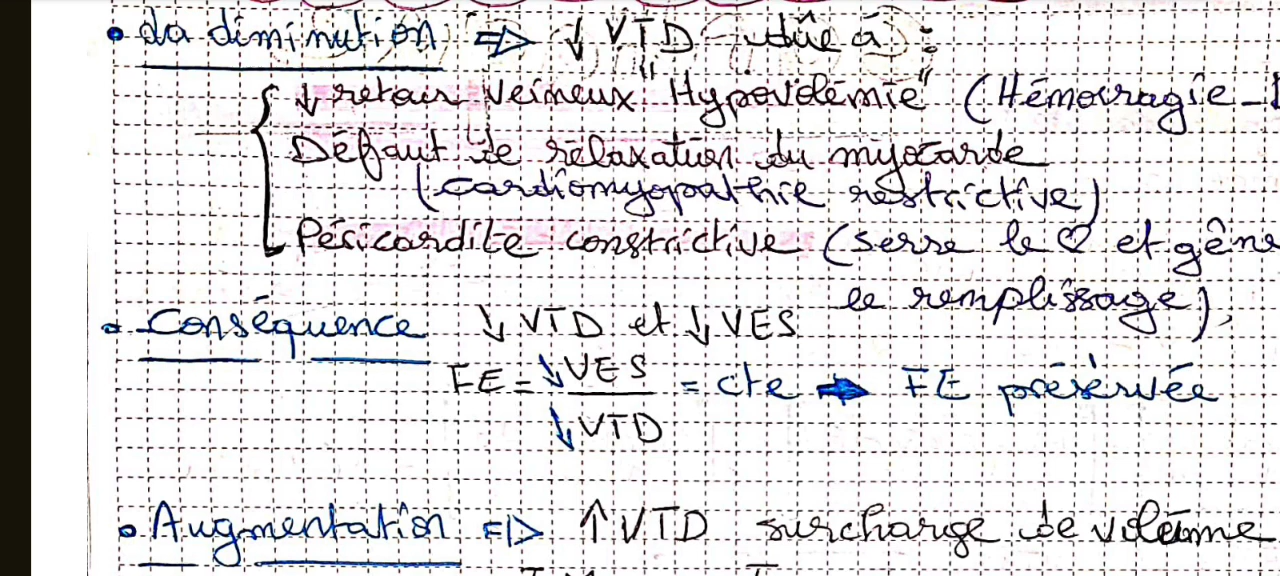 • La diminution => ↓ VTD dûe à :
↓ retour veineux "Hypovolémie" (Hémorragie
Défaut de relaxation du myocarde
(cardiomyopathie restrictive)
Péricardite constrictive (serre le ♡ et gêne
le remplissage),
• Conséquence ↓ VTD et ↓ VES
FE = ↓VES / ↓VTD = cte → FE préservée
• Augmentation => ↑ VTD surcharge de volume